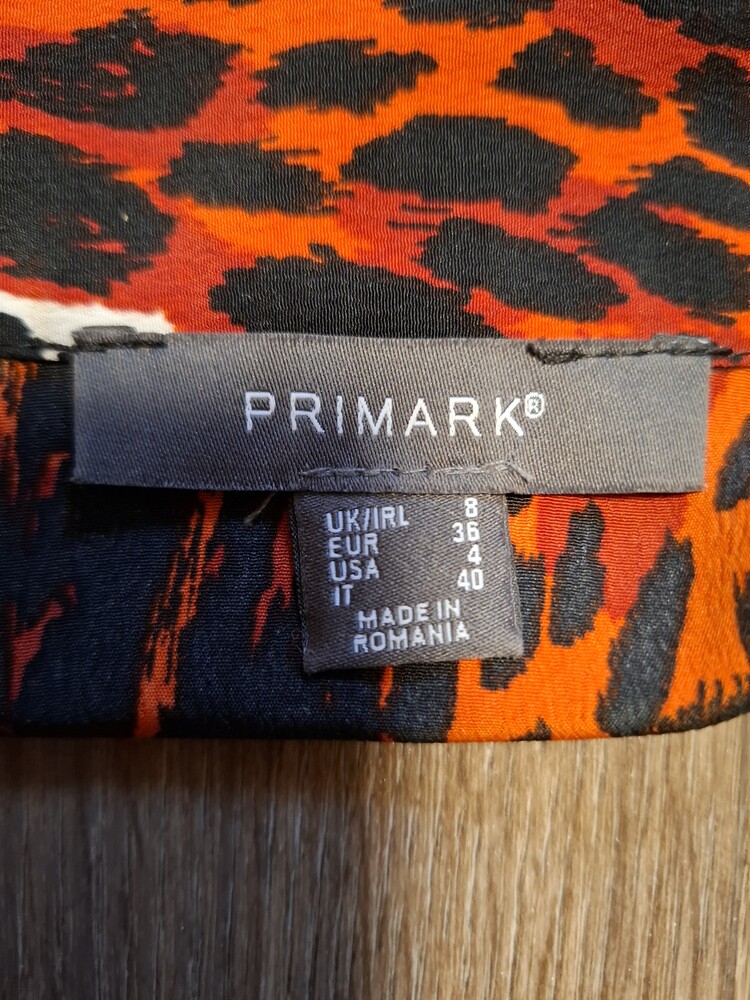 PRIMARK®
UK/IRL 8
EUR 36
USA 4
IT 40
MADE IN
ROMANIA